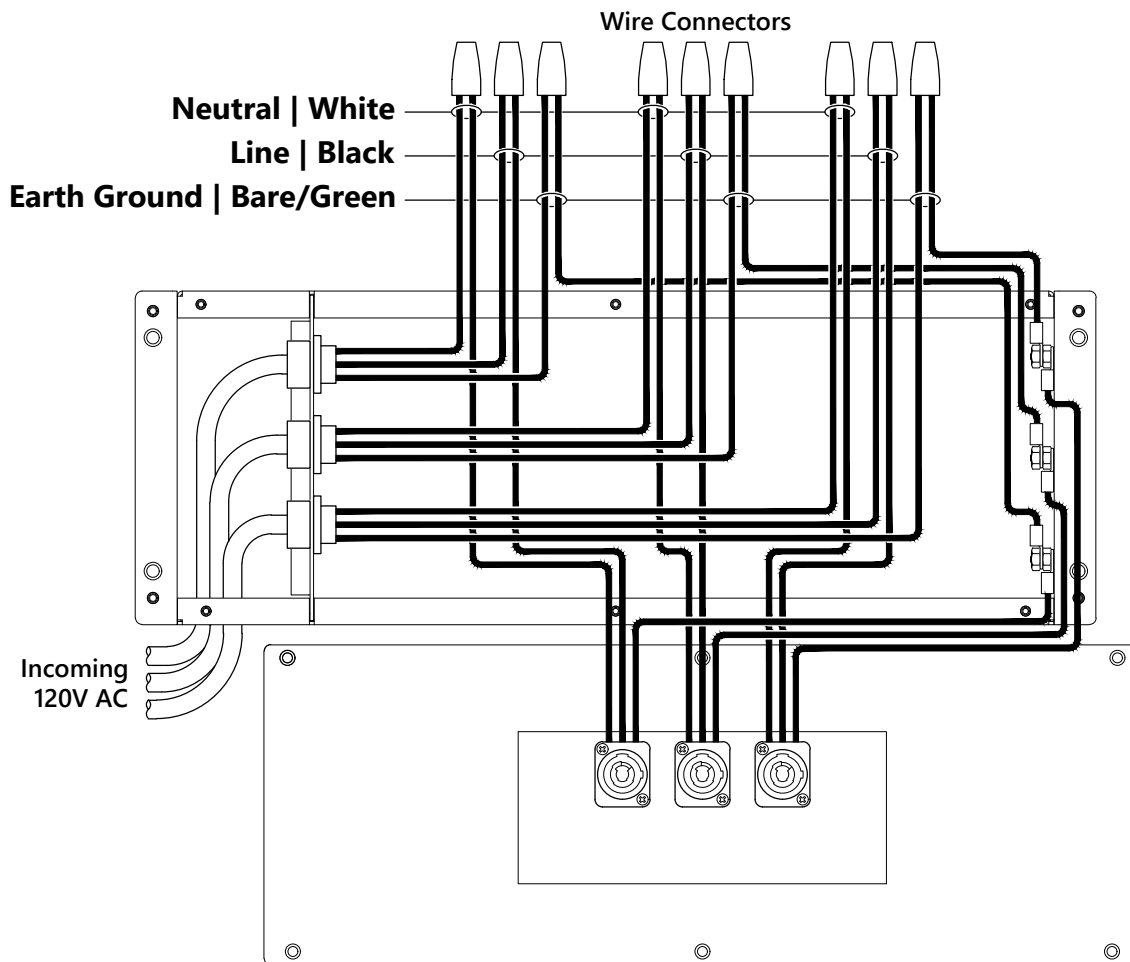 Wire Connectors
Neutral | White
Line | Black
Earth Ground | Bare/Green
Incoming
120V AC